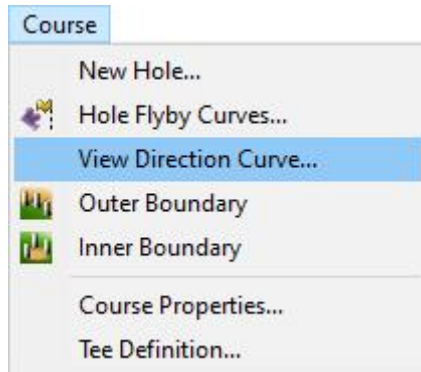 Course
New Hole...
Hole Flyby Curves...
View Direction Curve...
Outer Boundary
Inner Boundary
Course Properties...
Tee Definition...